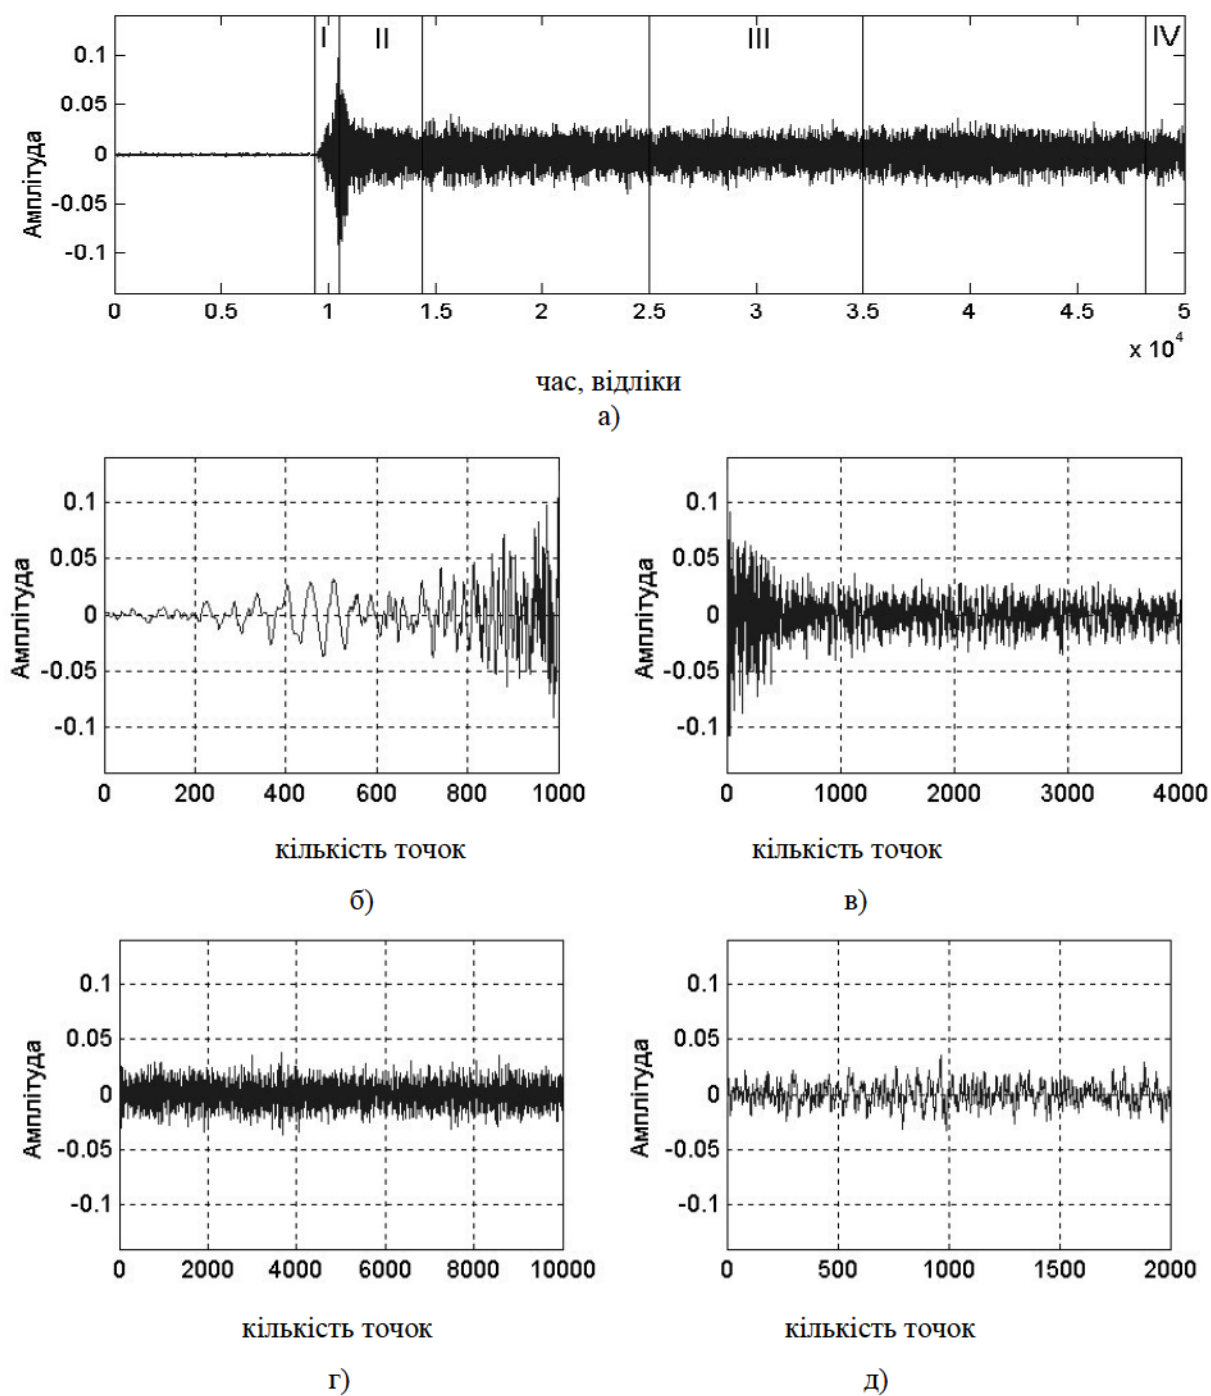 I II III IV
0.1
0.05
0
-0.05
-0.1
Амплітуда
0 0.5 1 1.5 2 2.5 3 3.5 4 4.5 5
x 10⁴
час, відліки
а)
0.1
0.05
0
-0.05
-0.1
Амплітуда
0 200 400 600 800 1000
кількість точок
б)
0.1
0.05
0
-0.05
-0.1
Амплітуда
0 1000 2000 3000 4000
кількість точок
в)
0.1
0.05
0
-0.05
-0.1
Амплітуда
0 2000 4000 6000 8000 10000
кількість точок
г)
0.1
0.05
0
-0.05
-0.1
Амплітуда
0 500 1000 1500 2000
кількість точок
д)